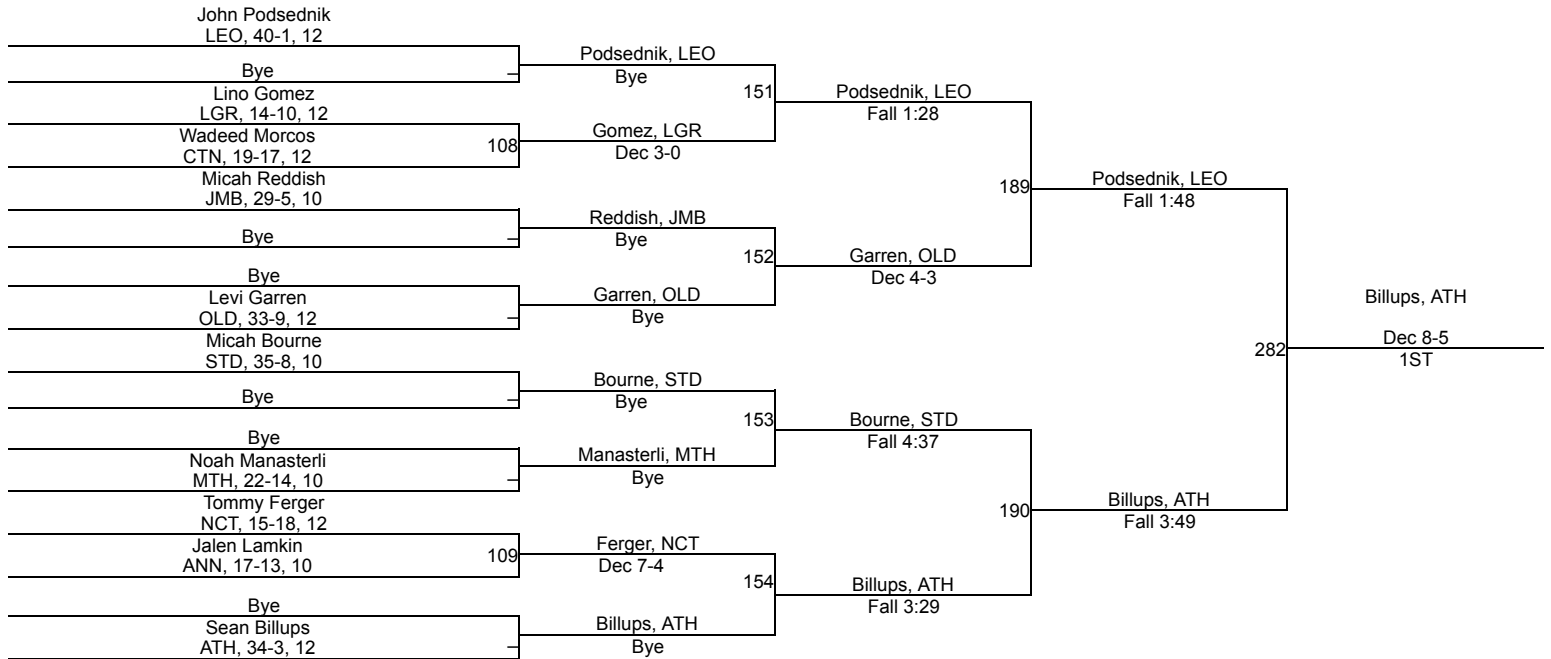 John Podsednik
LEO, 40-1, 12
Bye
Lino Gomez
LGR, 14-10, 12
Wadeed Morcos
CTN, 19-17, 12
108
Micah Reddish
JMB, 29-5, 10
Bye
Bye
Levi Garren
OLD, 33-9, 12
Micah Bourne
STD, 35-8, 10
Bye
Bye
Noah Manasterli
MTH, 22-14, 10
Tommy Ferger
NCT, 15-18, 12
Jalen Lamkin
ANN, 17-13, 10
109
Bye
Sean Billups
ATH, 34-3, 12
Podsednik, LEO
Bye
151
Gomez, LGR
Dec 3-0
Reddish, JMB
Bye
152
Garren, OLD
Bye
Bourne, STD
Bye
153
Manasterli, MTH
Bye
Ferger, NCT
Dec 7-4
154
Billups, ATH
Bye
Podsednik, LEO
Fall 1:28
189
Garren, OLD
Dec 4-3
Bourne, STD
Fall 4:37
190
Billups, ATH
Fall 3:29
Podsednik, LEO
Fall 1:48
282
Billups, ATH
Fall 3:49
Billups, ATH
Dec 8-5
1ST